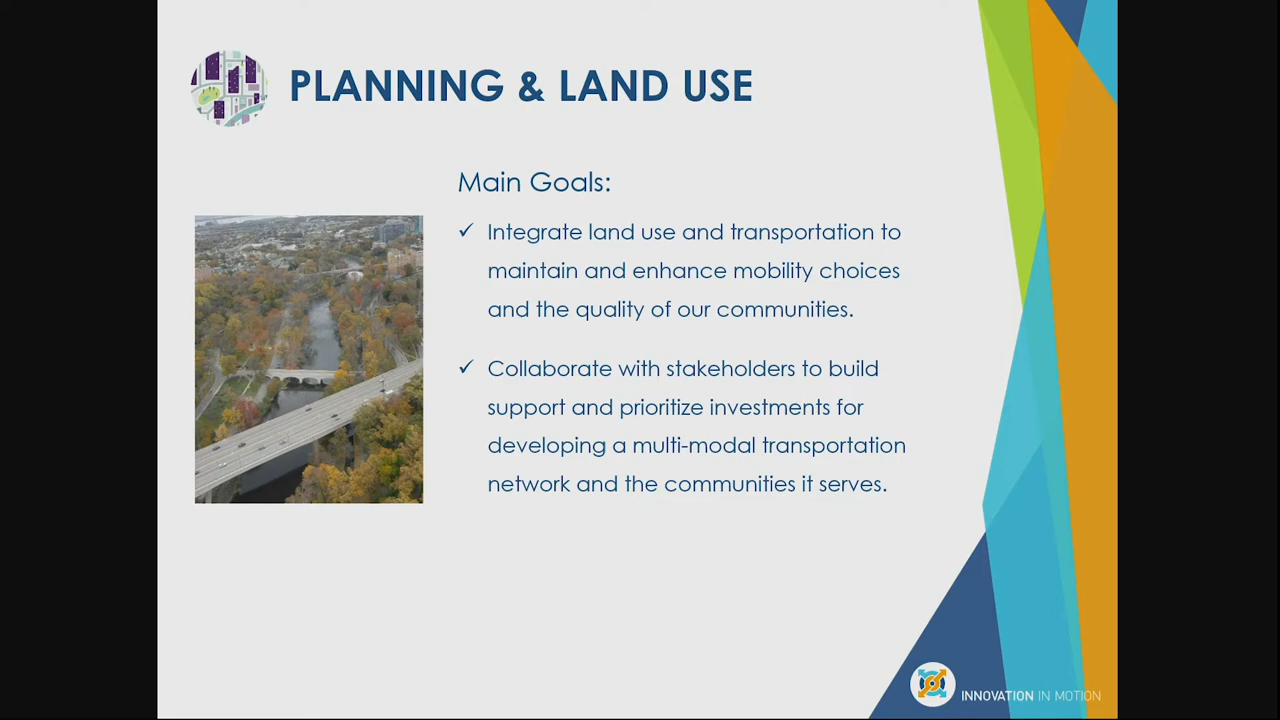 PLANNING & LAND USE
Main Goals:
✓ Integrate land use and transportation to
maintain and enhance mobility choices
and the quality of our communities.
✓ Collaborate with stakeholders to build
support and prioritize investments for
developing a multi-modal transportation
network and the communities it serves.
INNOVATION IN MOTION